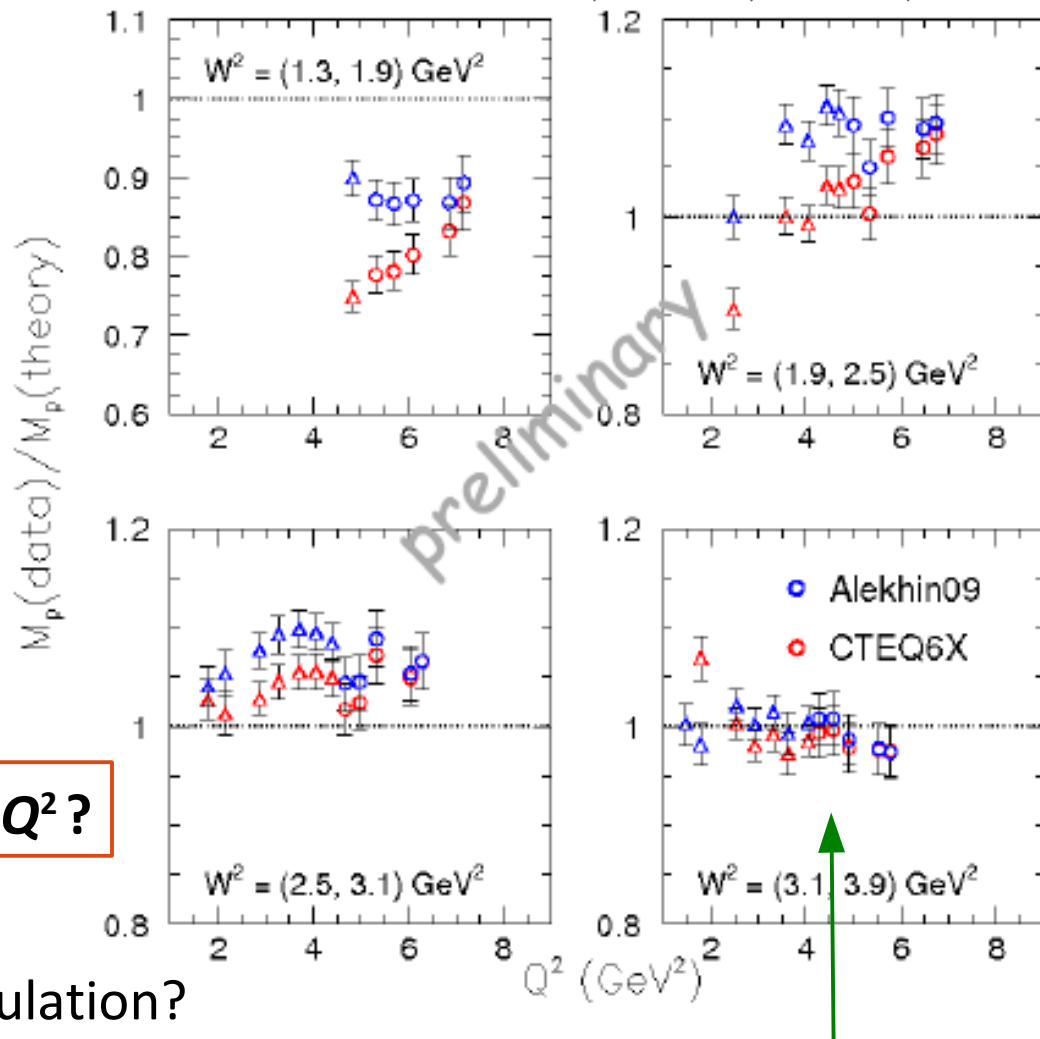 1.1
W² = (1.3, 1.9) GeV²
1
0.9
0.8
0.7
0.6
2 4 6 8
1.2
1
W² = (1.9, 2.5) GeV²
0.8
2 4 6 8
preliminary
Mₚ(data)/Mₚ(theory)
1.2
1
W² = (2.5, 3.1) GeV²
0.8
2 4 6 8
1.2
Alekhin09
CTEQ6X
1
W² = (3.1, 3.9) GeV²
0.8
2 4 6 8
Q² (GeV²)
Q² ?
ulation?